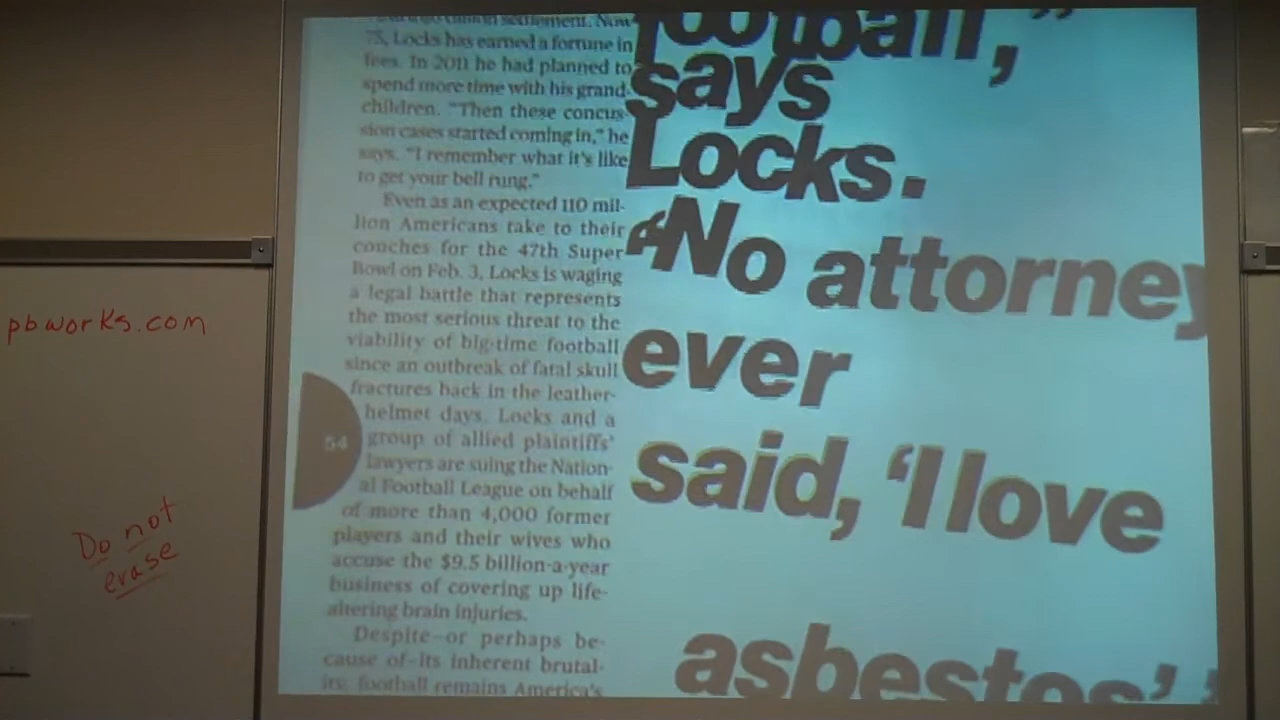 pbworks.com
Do not
erase
settlement. Now
75, Locks has earned a fortune in
fees. In 2011 he had planned to
spend more time with his grand-
children. "Then these concus-
sion cases started coming in," he
says. "I remember what it's like
to get your bell rung."
Even as an expected 110 mil-
lion Americans take to their
couches for the 47th Super
Bowl on Feb. 3, Locks is waging
a legal battle that represents
the most serious threat to the
viability of big-time football
since an outbreak of fatal skull
fractures back in the leather-
helmet days. Locks and a
group of allied plaintiffs'
lawyers are suing the Nation-
al Football League on behalf
of more than 4,000 former
players and their wives who
accuse the $9.5 billion-a-year
business of covering up life-
altering brain injuries.
Despite—or perhaps be-
cause of—its inherent brutal-
ity, football remains America's
54
football,"
says
Locks.
"No attorney
ever
said, 'I love
asbestos'